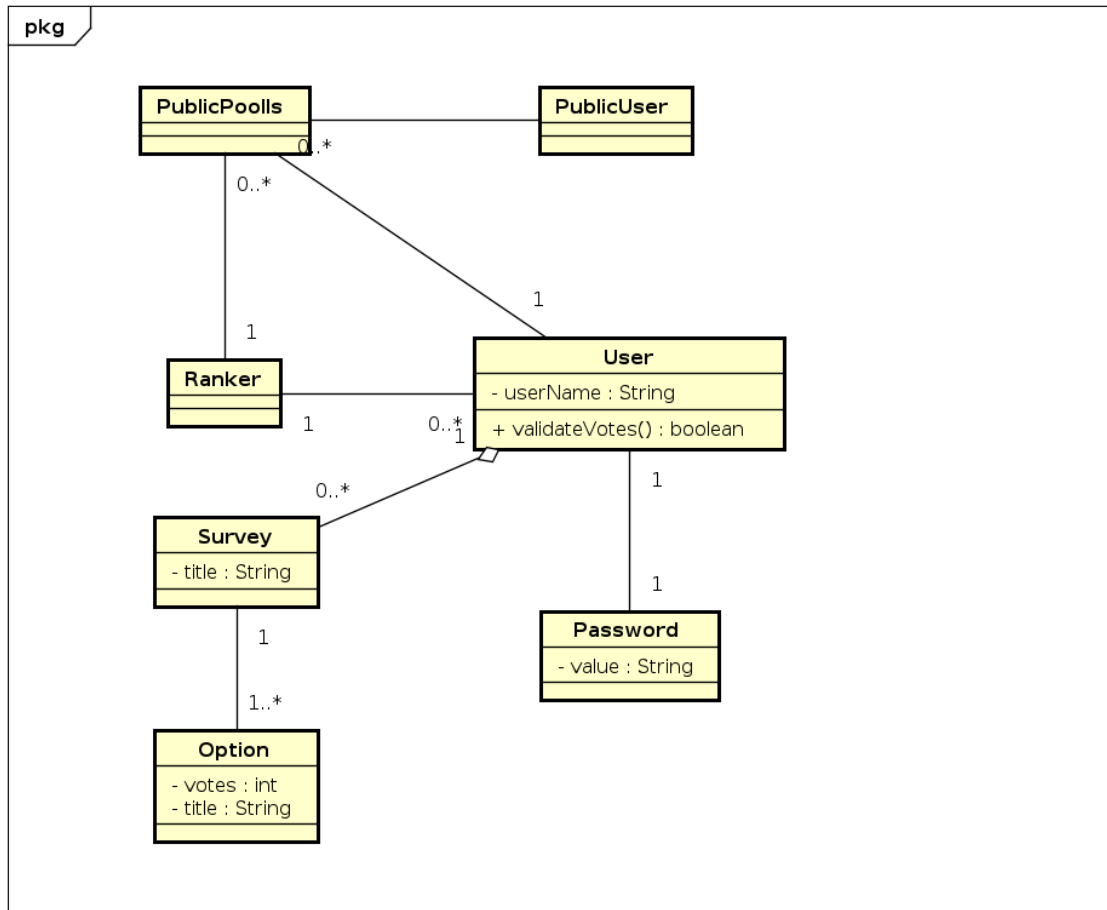 pkg
PublicPoolls
PublicUser
0..*
0..*
1
1
User
- userName : String
+ validateVotes() : boolean
Ranker
1
0..*
1
0..*
1
Survey
- title : String
1
Password
- value : String
1
1..*
Option
- votes : int
- title : String